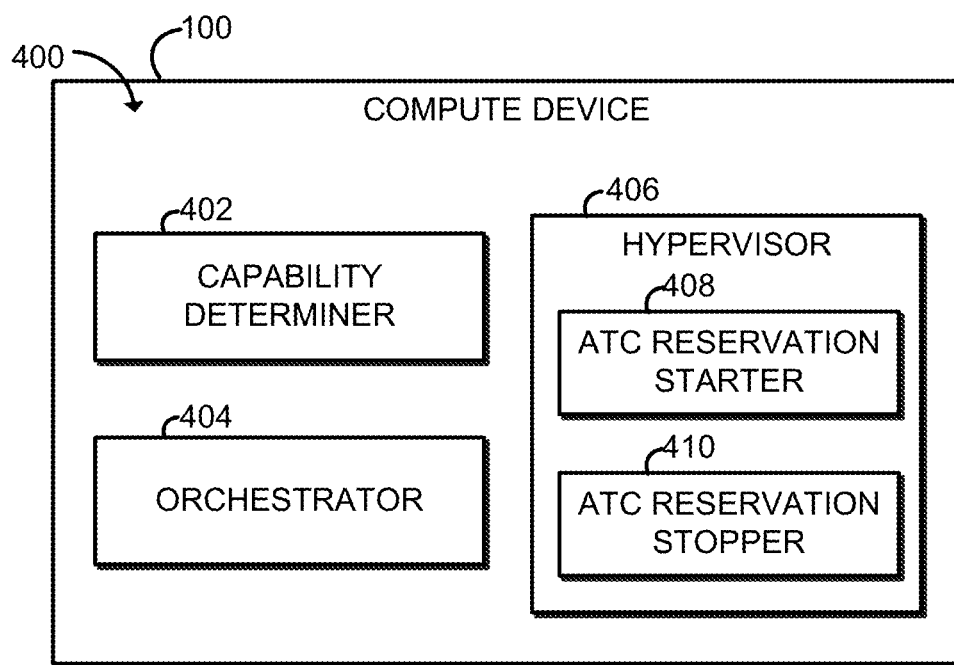 100
400
COMPUTE DEVICE
402
CAPABILITY
DETERMINER
404
ORCHESTRATOR
406
HYPERVISOR
408
ATC RESERVATION
STARTER
410
ATC RESERVATION
STOPPER